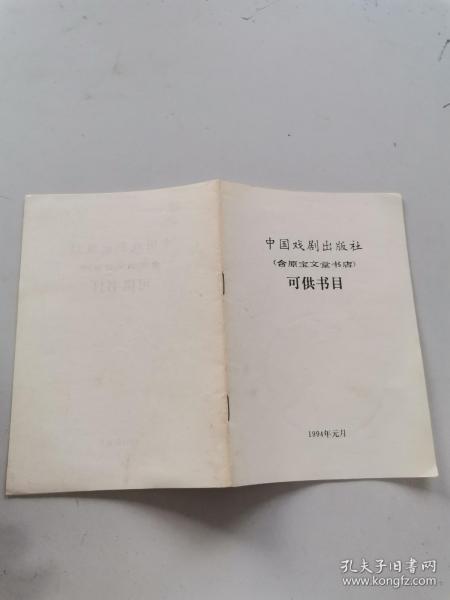 中国戏剧出版社
(含原宝文堂书店)
可供书目
1994年元月
孔夫子旧书网
www.kongfz.com